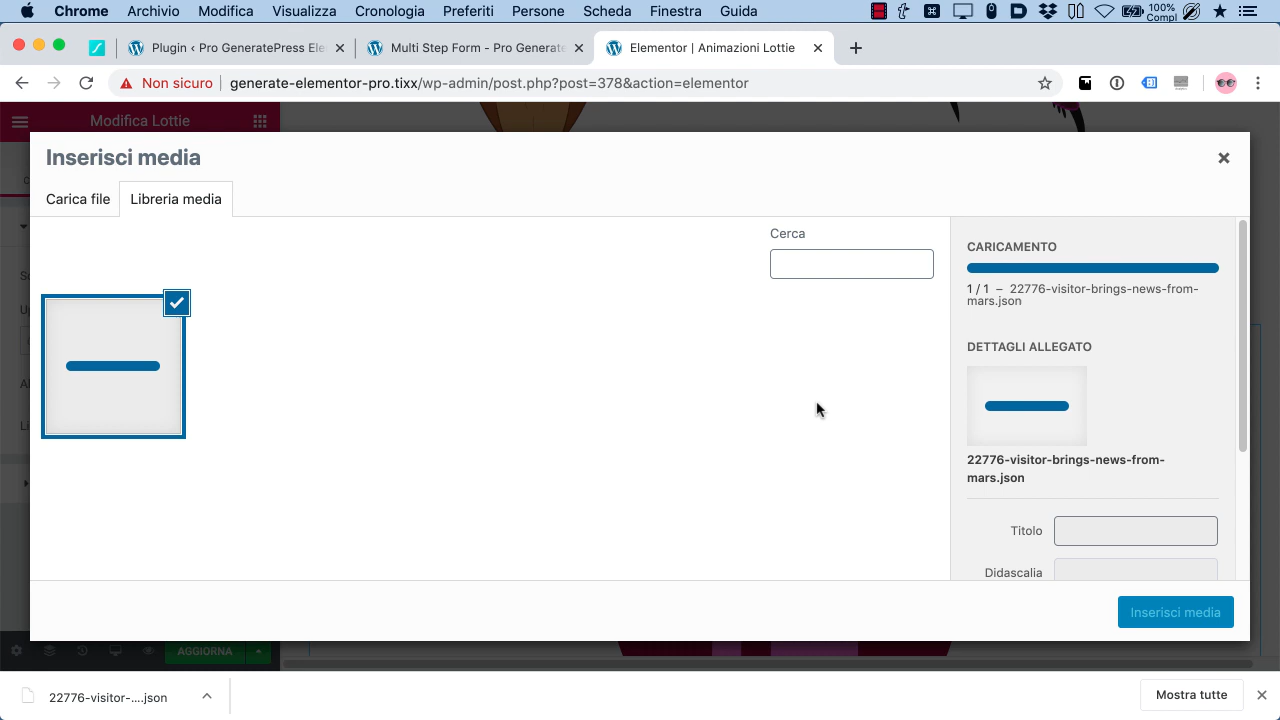 Chrome Archivio Modifica Visualizza Cronologia Preferiti Persone Scheda Finestra Guida 100% Compl
Plugin ‹ Pro GeneratePress Ele
Multi Step Form - Pro Generate
Elementor | Animazioni Lottie
Non sicuro generate-elementor-pro.tixx/wp-admin/post.php?post=378&action=elementor
Modifica Lottie
Inserisci media
Carica file
Libreria media
Cerca
CARICAMENTO
1 / 1 – 22776-visitor-brings-news-from-
mars.json
DETTAGLI ALLEGATO
22776-visitor-brings-news-from-
mars.json
Titolo
Didascalia
Inserisci media
AGGIORNA
22776-visitor-....json
Mostra tutte